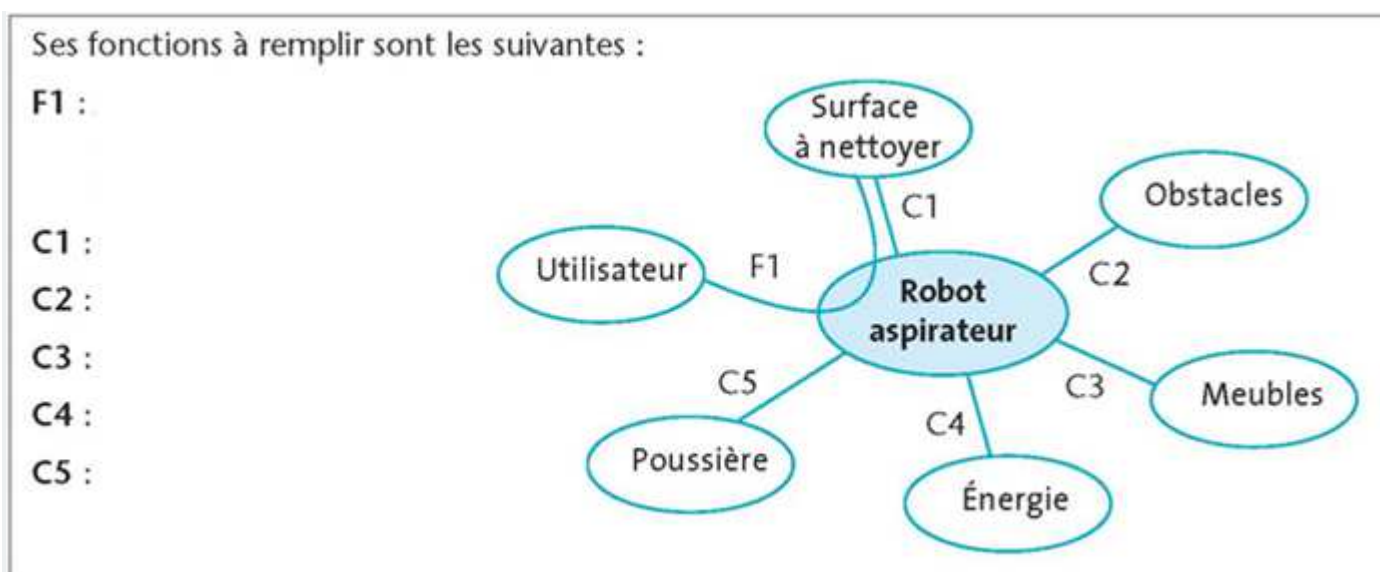 Ses fonctions à remplir sont les suivantes :
F1 :
C1 :
C2 :
C3 :
C4 :
C5 :
Surface
à nettoyer
Obstacles
C1
Utilisateur
F1
C2
Robot
aspirateur
C5
C3
Meubles
C4
Poussière
Énergie